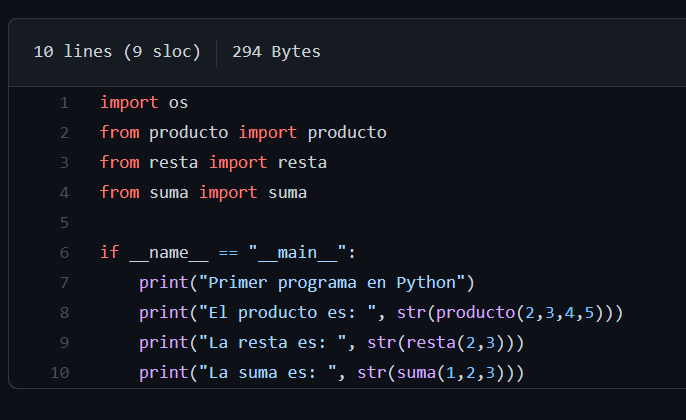 10 lines (9 sloc) 294 Bytes
1 import os
2 from producto import producto
3 from resta import resta
4 from suma import suma
5
6 if __name__ == "__main__":
7     print("Primer programa en Python")
8     print("El producto es: ", str(producto(2,3,4,5)))
9     print("La resta es: ", str(resta(2,3)))
10     print("La suma es: ", str(suma(1,2,3)))